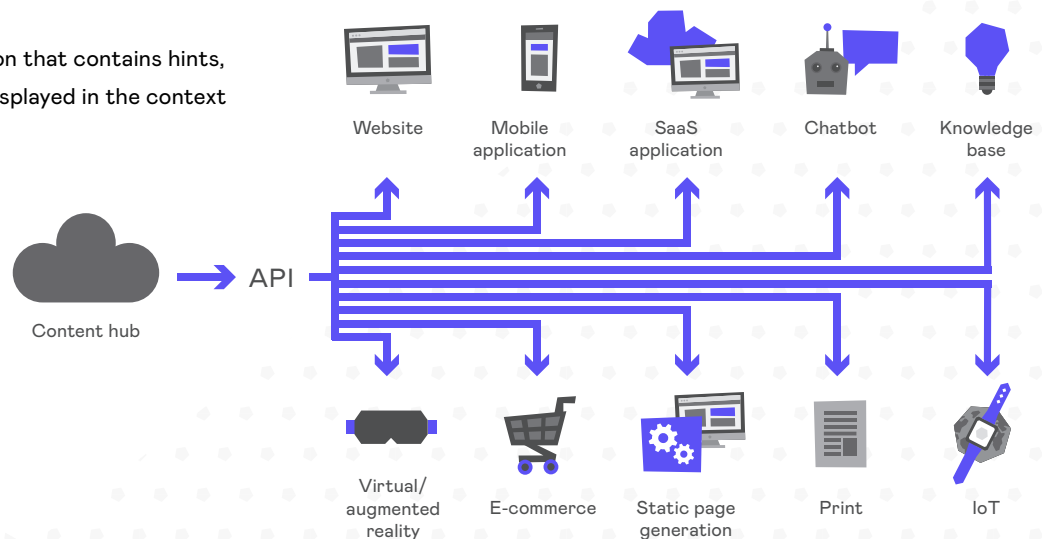 on that contains hints,
splayed in the context
Website
Mobile
application
SaaS
application
Chatbot
Knowledge
base
Content hub
API
Virtual/
augmented
reality
E-commerce
Static page
generation
Print
IoT